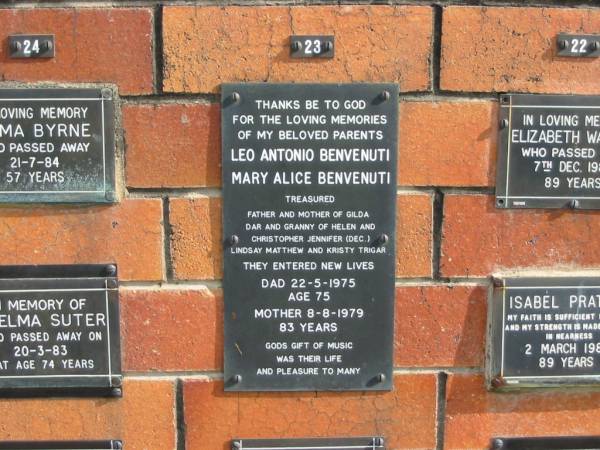 24
23
22
LOVING MEMORY
MA BYRNE
PASSED AWAY
21-7-84
57 YEARS
MEMORY OF
ELMA SUTER
PASSED AWAY ON
20-3-83
AT AGE 74 YEARS
THANKS BE TO GOD
FOR THE LOVING MEMORIES
OF MY BELOVED PARENTS
LEO ANTONIO BENVENUTI
MARY ALICE BENVENUTI
TREASURED
FATHER AND MOTHER OF GILDA
DAR AND GRANNY OF HELEN AND
CHRISTOPHER JENNIFER (DEC.)
LINDSAY MATTHEW AND KRISTY TRIGAR
THEY ENTERED NEW LIVES
DAD 22-5-1975
AGE 75
MOTHER 8-8-1979
83 YEARS
GODS GIFT OF MUSIC
WAS THEIR LIFE
AND PLEASURE TO MANY
IN LOVING ME
ELIZABETH WA
WHO PASSED
7TH DEC. 19
89 YEARS
ISABEL PRAT
MY FAITH IS SUFFICIENT
AND MY STRENGTH IS MADE
IN NEARNESS
2 MARCH 198
89 YEARS